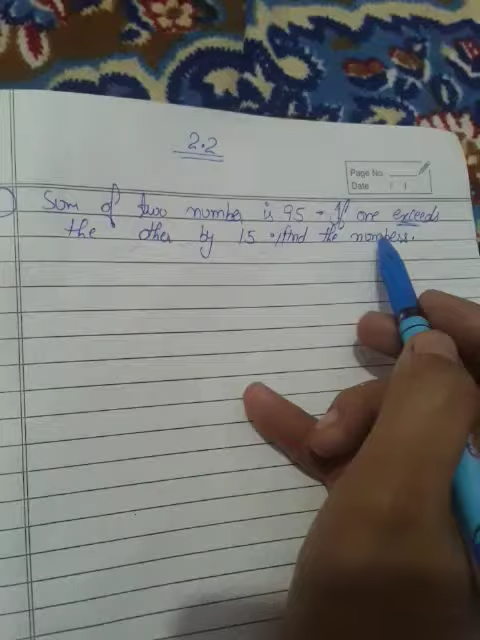 2.2
Page No.
Date
Sum of two number is 95. If one exceeds
the other by 15. find the numbers.